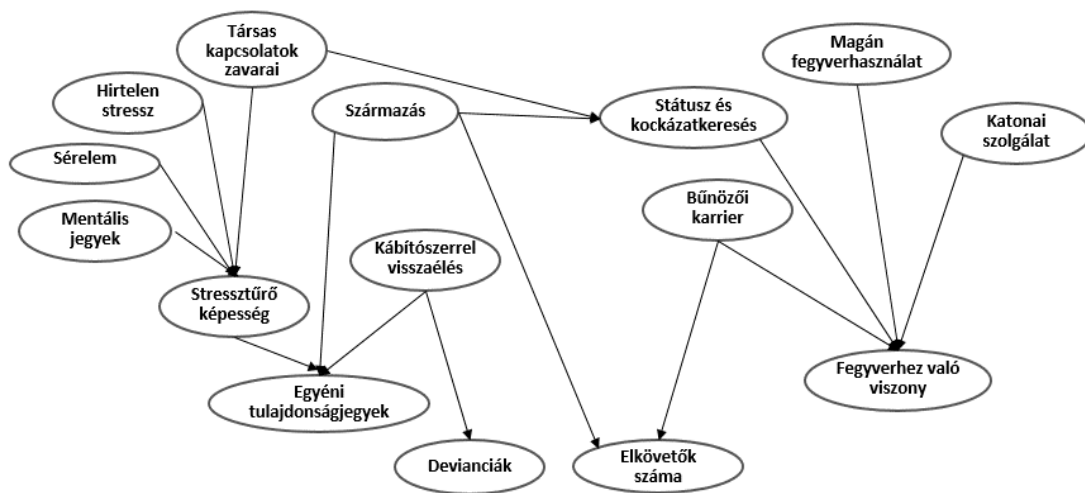 Társas
kapcsolatok
zavarai
Magán
fegyverhasználat
Hirtelen
stressz
Származás
Státusz és
kockázatkeresés
Katonai
szolgálat
Sérelem
Mentális
jegyek
Bűnözői
karrier
Kábítószerrel
visszaélés
Stressztűrő
képesség
Fegyverhez való
viszony
Egyéni
tulajdonságjegyek
Devianciák
Elkövetők
száma